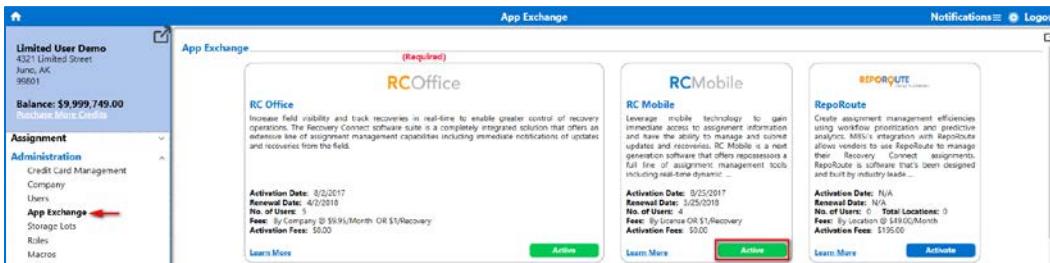 App Exchange
Notifications
Logou
Limited User Demo
4321 Limited Street
Juno, AK
99801
Balance: $9,999,749.00
Purchase More Credits
Assignment
Administration
Credit Card Management
Company
Users
App Exchange
Storage Lots
Roles
Macros
App Exchange
(Required)
RCOffice
RC Office
Increase field visibility and track recoveries in real-time to enable greater control of recovery
operations. The Recovery Connect software suite is a completely integrated solution that offers an
extensive line of assignment management capabilities including immediate notifications of updates
and recoveries from the field.
Activation Date: 8/2/2017
Renewal Date: 4/2/2018
No. of Users: 5
Fees: By Company @ $9.95/Month OR $1/Recovery
Activation Fees: $0.00
Learn More
Active
RCMobile
RC Mobile
Leverage mobile technology to gain
immediate access to assignment information
and have the ability to manage and submit
updates and recoveries. RC Mobile is a next
generation software that offers repossessors a
full line of assignment management tools
including real-time dynamic ...
Activation Date: 8/25/2017
Renewal Date: 3/25/2018
No. of Users: 4
Fees: By License OR $1/Recovery
Activation Fees: $0.00
Learn More
Active
REPOROUTE
RepoRoute
Create assignment management efficiencies
using workflow prioritization and predictive
analytics. MBSi's integration with RepoRoute
allows vendors to use RepoRoute to manage
their Recovery Connect assignments.
RepoRoute is software that's been designed
and built by industry leade ...
Activation Date: N/A
Renewal Date: N/A
No. of Users: 0 Total Locations: 0
Fees: By Location @ $49.00/Month
Activation Fees: $195.00
Learn More
Activate